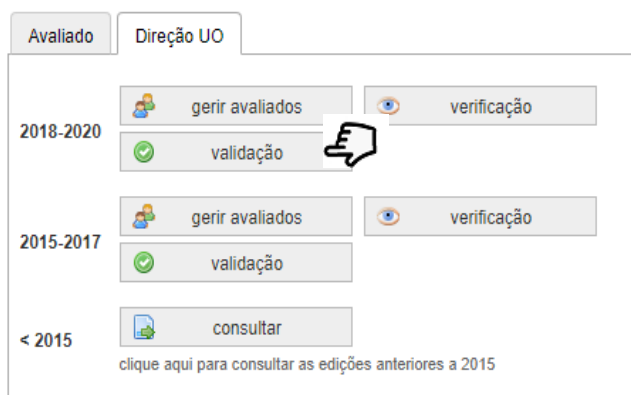 Avaliado Direção UO
gerir avaliados verificação
2018-2020
validação
gerir avaliados verificação
2015-2017
validação
consultar
< 2015
clique aqui para consultar as edições anteriores a 2015